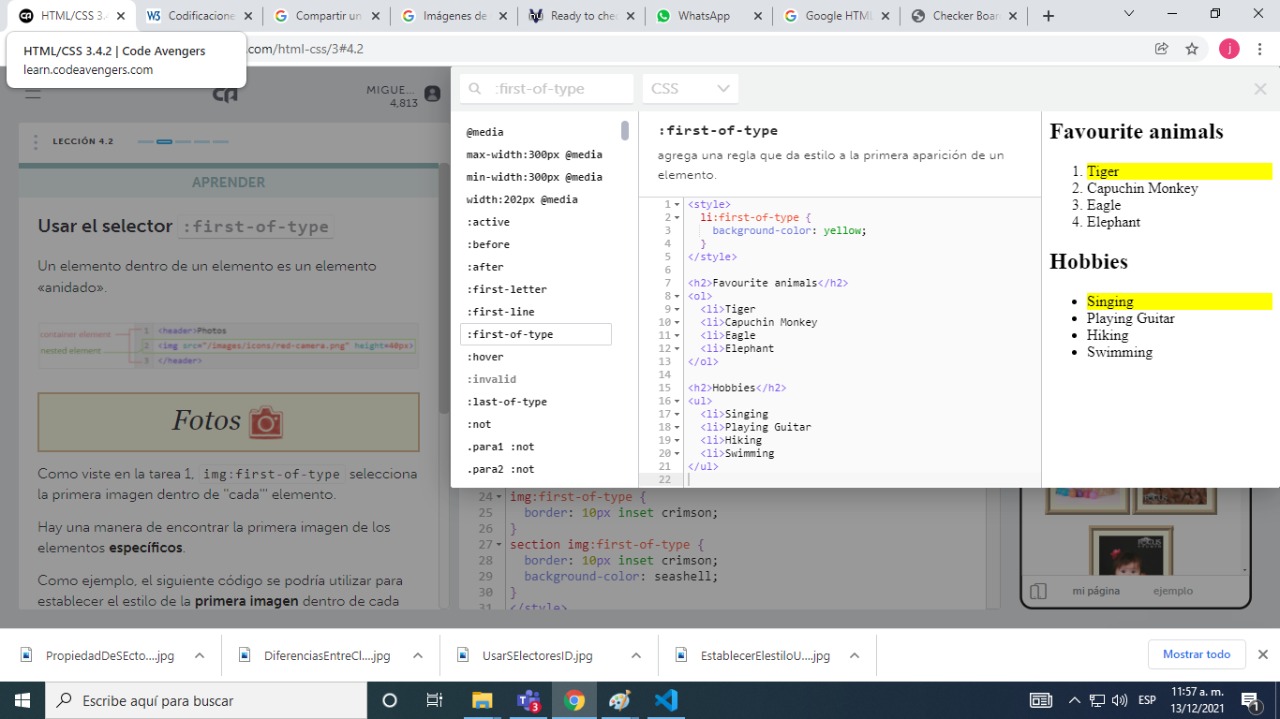 HTML/CSS 3.
Codificacione
Compartir un
Imágenes de
Ready to che
WhatsApp
Google HTML
Checker Boar
HTML/CSS 3.4.2 | Code Avengers
learn.codeavengers.com
.com/html-css/3#4.2
j
MIGUE...
4,813
LECCIÓN 4.2
APRENDER
Usar el selector :first-of-type
Un elemento dentro de un elemento es un elemento
«anidado».
container element
nested element
1 <header>Photos
2 <img src="/images/icons/red-camera.png" height=40px>
3 </header>
Fotos
Como viste en la tarea 1, img:first-of-type selecciona
la primera imagen dentro de "cada"' elemento.
Hay una manera de encontrar la primera imagen de los
elementos específicos.
Como ejemplo, el siguiente código se podría utilizar para
establecer el estilo de la primera imagen dentro de cada
:first-of-type
CSS
@media
max-width:300px @media
min-width:300px @media
width:202px @media
:active
:before
:after
:first-letter
:first-line
:first-of-type
:hover
:invalid
:last-of-type
:not
.para1 :not
.para2 :not
:first-of-type
agrega una regla que da estilo a la primera aparición de un
elemento.
1 <style>
2 li:first-of-type {
3 background-color: yellow;
4 }
5 </style>
6
7 <h2>Favourite animals</h2>
8 <ol>
9 <li>Tiger
10 <li>Capuchin Monkey
11 <li>Eagle
12 <li>Elephant
13 </ol>
14
15 <h2>Hobbies</h2>
16 <ul>
17 <li>Singing
18 <li>Playing Guitar
19 <li>Hiking
20 <li>Swimming
21 </ul>
22
Favourite animals
1. Tiger
2. Capuchin Monkey
3. Eagle
4. Elephant
Hobbies
• Singing
• Playing Guitar
• Hiking
• Swimming
24 img:first-of-type {
25 border: 10px inset crimson;
26 }
27 section img:first-of-type {
28 border: 10px inset crimson;
29 background-color: seashell;
30 }
31 </style>
FOCUS
mi página
ejemplo
PropiedadDeSEcto....jpg
DiferenciasEntreCl....jpg
UsarSElectoresID.jpg
EstablecerElestiloU....jpg
Mostrar todo
Escribe aquí para buscar
3
ESP
11:57 a. m.
13/12/2021
1